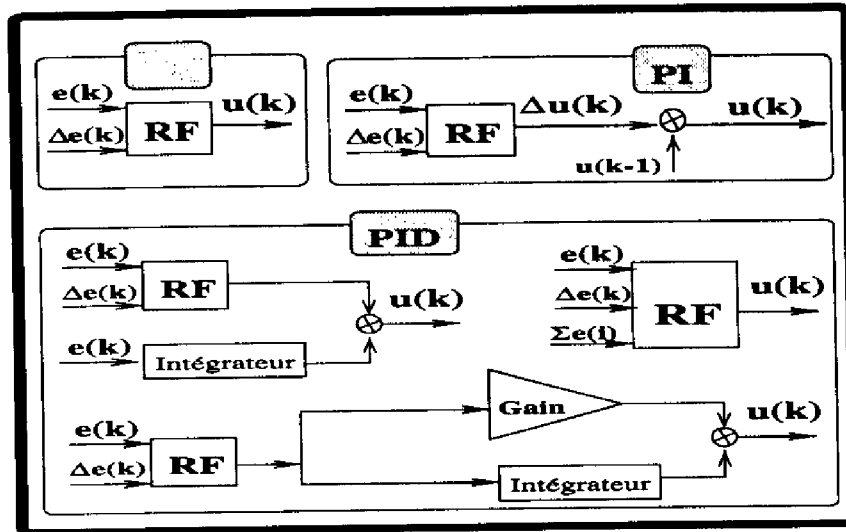 e(k)
Δe(k)
RF
u(k)
PI
e(k)
Δe(k)
RF
Δu(k)
u(k)
u(k-1)
PID
e(k)
Δe(k)
RF
u(k)
e(k)
Intégrateur
e(k)
Δe(k)
Σe(i)
RF
u(k)
e(k)
Δe(k)
RF
Gain
Intégrateur
u(k)